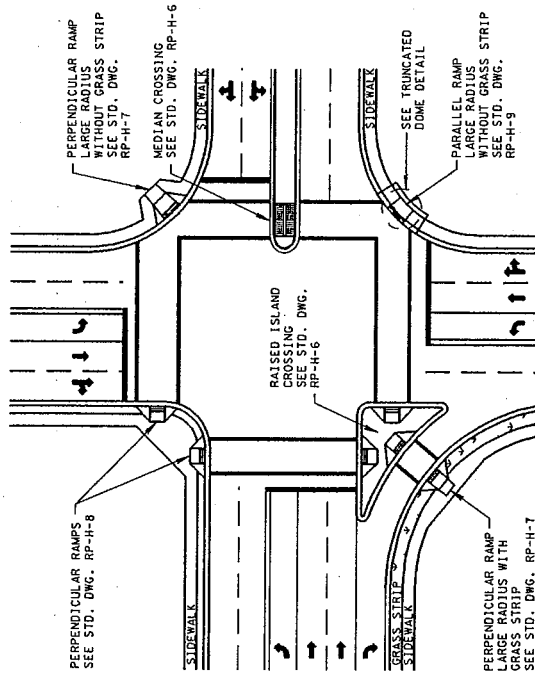 PERPENDICULAR RAMP
LARGE RADIUS
WITHOUT GRASS STRIP
SEE STD. DWG.
RP-H-7
MEDIAN CROSSING
SEE STD. DWG. RP-H-6
SIDEWALK
SIDEWALK
SEE TRUNCATED
DOME DETAIL
PARALLEL RAMP
LARGE RADIUS
WITHOUT GRASS STRIP
SEE STD. DWG.
RP-H-9
RAISED ISLAND
CROSSING
SEE STD. DWG.
RP-H-6
PERPENDICULAR RAMPS
SEE STD. DWG. RP-H-8
SIDEWALK
GRASS STRIP
SIDEWALK
PERPENDICULAR RAMP
LARGE RADIUS WITH
GRASS STRIP
SEE STD. DWG. RP-H-7